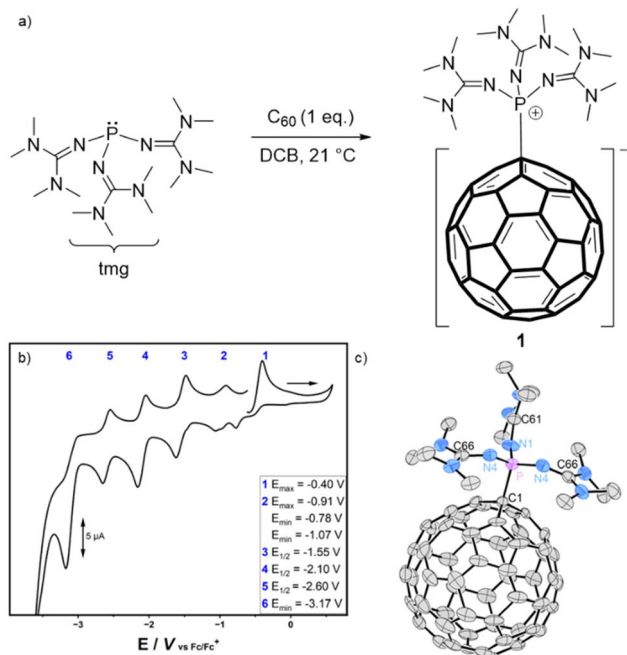 a)
N N N N N N
N N N
P
⊕
C₆₀ (1 eq.)
DCB, 21 °C
N N N P̈ N N N
N
N N
tmg
−
1
b)
6 5 4 3 2 1
5 µA
1 Eₘₐₓ = -0.40 V
2 Eₘₐₓ = -0.91 V
Eₘᵢₙ = -0.78 V
Eₘᵢₙ = -1.07 V
3 E₁/₂ = -1.55 V
4 E₁/₂ = -2.10 V
5 E₁/₂ = -2.60 V
6 Eₘᵢₙ = -3.17 V
−3 −2 −1 0
E / V vs Fc/Fc⁺
c)
C61
C66 N1 C66
N4 P N4
C1